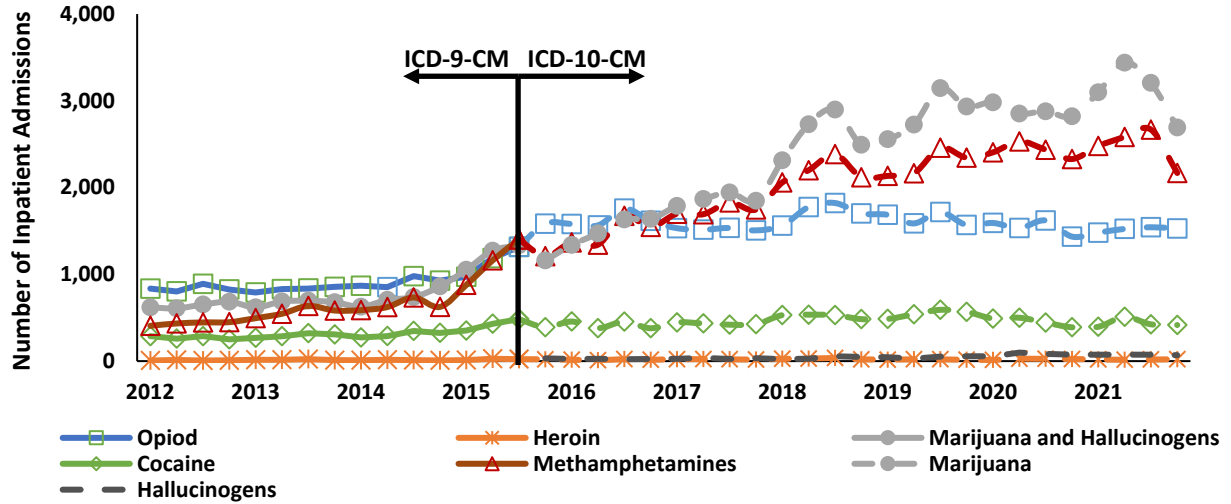 Number of Inpatient Admissions
4,000
3,000
2,000
1,000
0
ICD-9-CM
ICD-10-CM
2012 2013 2014 2015 2016 2017 2018 2019 2020 2021
Opiod Heroin Marijuana and Hallucinogens
Cocaine Methamphetamines Marijuana
Hallucinogens